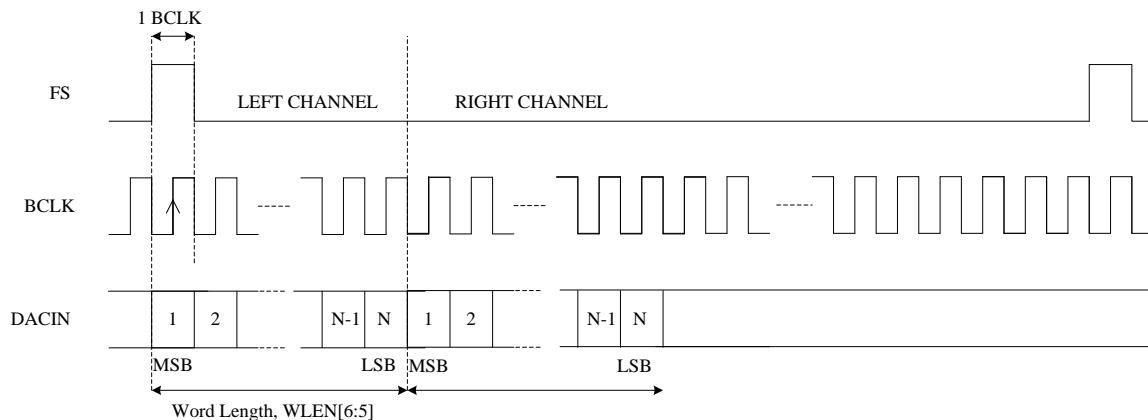 1 BCLK
FS
LEFT CHANNEL
RIGHT CHANNEL
BCLK
DACIN
1
2
N-1
N
1
2
N-1
N
MSB
LSB
MSB
LSB
Word Length, WLEN[6:5]